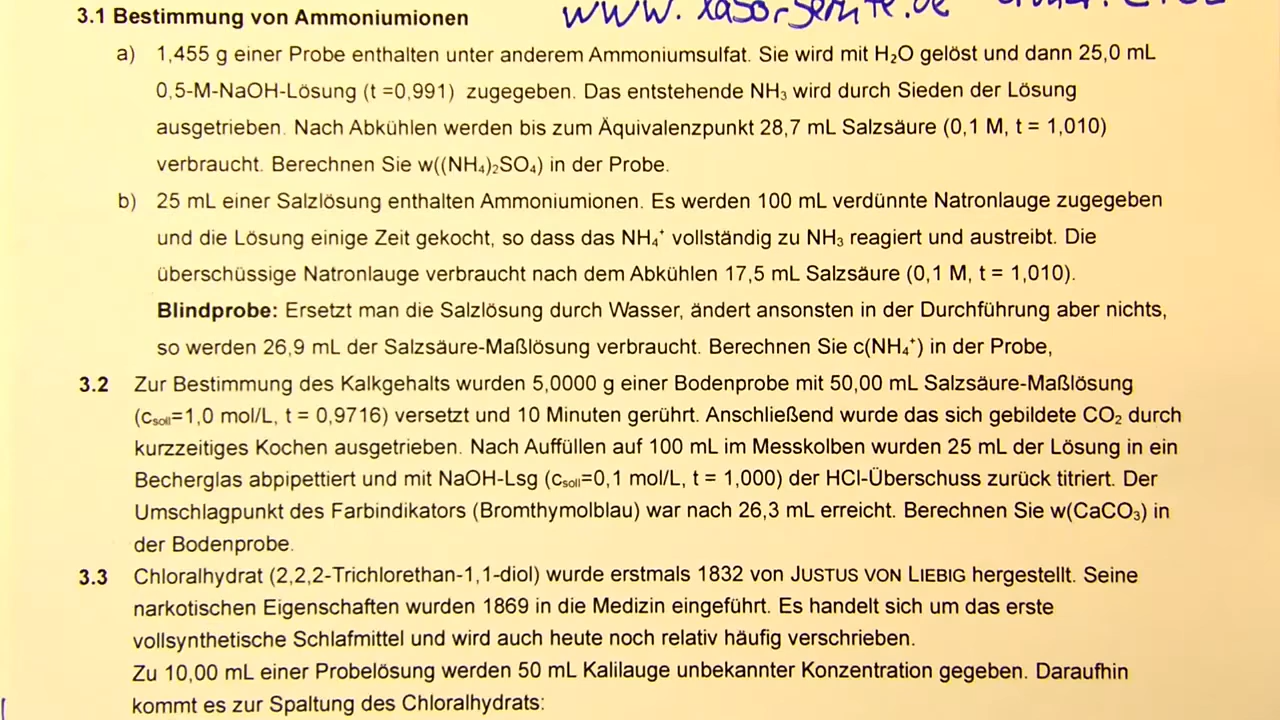 3.1 Bestimmung von Ammoniumionen
www.
a) 1,455 g einer Probe enthalten unter anderem Ammoniumsulfat. Sie wird mit H₂O gelöst und dann 25,0 mL
0,5-M-NaOH-Lösung (t =0,991) zugegeben. Das entstehende NH₃ wird durch Sieden der Lösung
ausgetrieben. Nach Abkühlen werden bis zum Äquivalenzpunkt 28,7 mL Salzsäure (0,1 M, t = 1,010)
verbraucht. Berechnen Sie w((NH₄)₂SO₄) in der Probe.
b) 25 mL einer Salzlösung enthalten Ammoniumionen. Es werden 100 mL verdünnte Natronlauge zugegeben
und die Lösung einige Zeit gekocht, so dass das NH₄⁺ vollständig zu NH₃ reagiert und austreibt. Die
überschüssige Natronlauge verbraucht nach dem Abkühlen 17,5 mL Salzsäure (0,1 M, t = 1,010).
Blindprobe: Ersetzt man die Salzlösung durch Wasser, ändert ansonsten in der Durchführung aber nichts,
so werden 26,9 mL der Salzsäure-Maßlösung verbraucht. Berechnen Sie c(NH₄⁺) in der Probe,
3.2 Zur Bestimmung des Kalkgehalts wurden 5,0000 g einer Bodenprobe mit 50,00 mL Salzsäure-Maßlösung
(cₛₒₗₗ=1,0 mol/L, t = 0,9716) versetzt und 10 Minuten gerührt. Anschließend wurde das sich gebildete CO₂ durch
kurzzeitiges Kochen ausgetrieben. Nach Auffüllen auf 100 mL im Messkolben wurden 25 mL der Lösung in ein
Becherglas abpipettiert und mit NaOH-Lsg (cₛₒₗₗ=0,1 mol/L, t = 1,000) der HCl-Überschuss zurück titriert. Der
Umschlagpunkt des Farbindikators (Bromthymolblau) war nach 26,3 mL erreicht. Berechnen Sie w(CaCO₃) in
der Bodenprobe.
3.3 Chloralhydrat (2,2,2-Trichlorethan-1,1-diol) wurde erstmals 1832 von JUSTUS VON LIEBIG hergestellt. Seine
narkotischen Eigenschaften wurden 1869 in die Medizin eingeführt. Es handelt sich um das erste
vollsynthetische Schlafmittel und wird auch heute noch relativ häufig verschrieben.
Zu 10,00 mL einer Probelösung werden 50 mL Kalilauge unbekannter Konzentration gegeben. Daraufhin
kommt es zur Spaltung des Chloralhydrats: